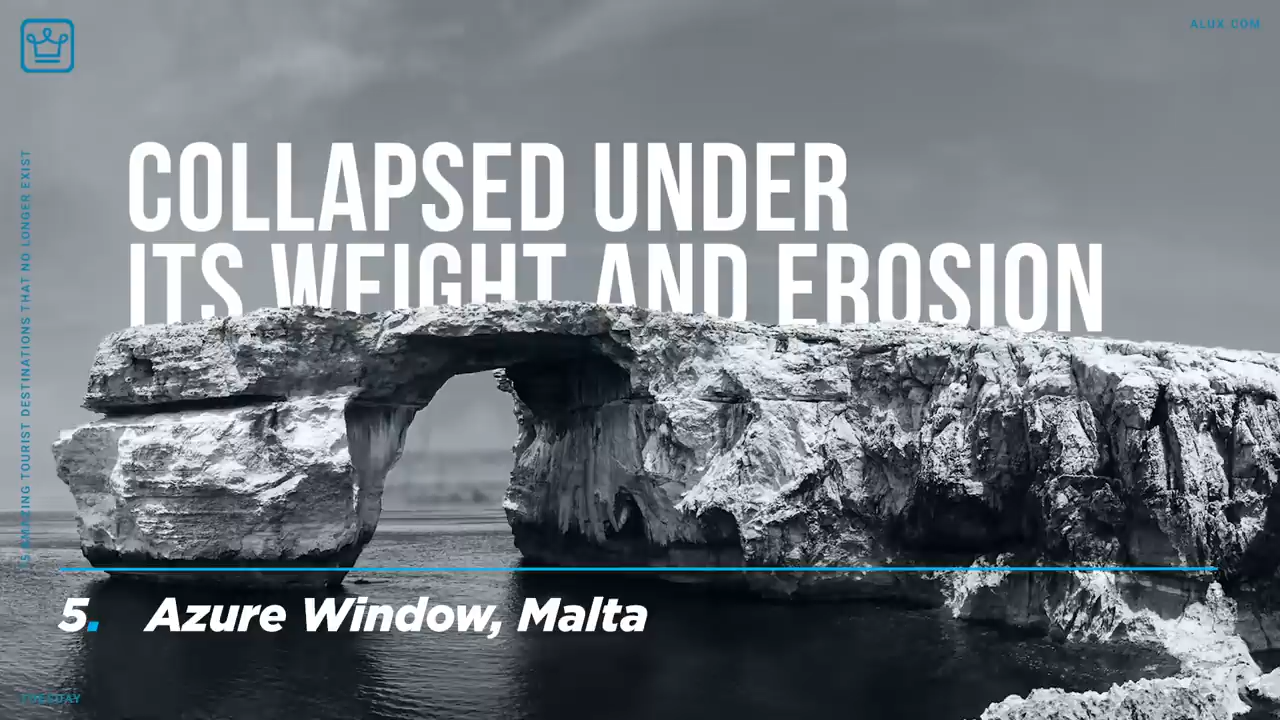 ALUX.COM
COLLAPSED UNDER
ITS WEIGHT AND EROSION
15 AMAZING TOURIST DESTINATIONS THAT NO LONGER EXIST
5. Azure Window, Malta
TUESDAY